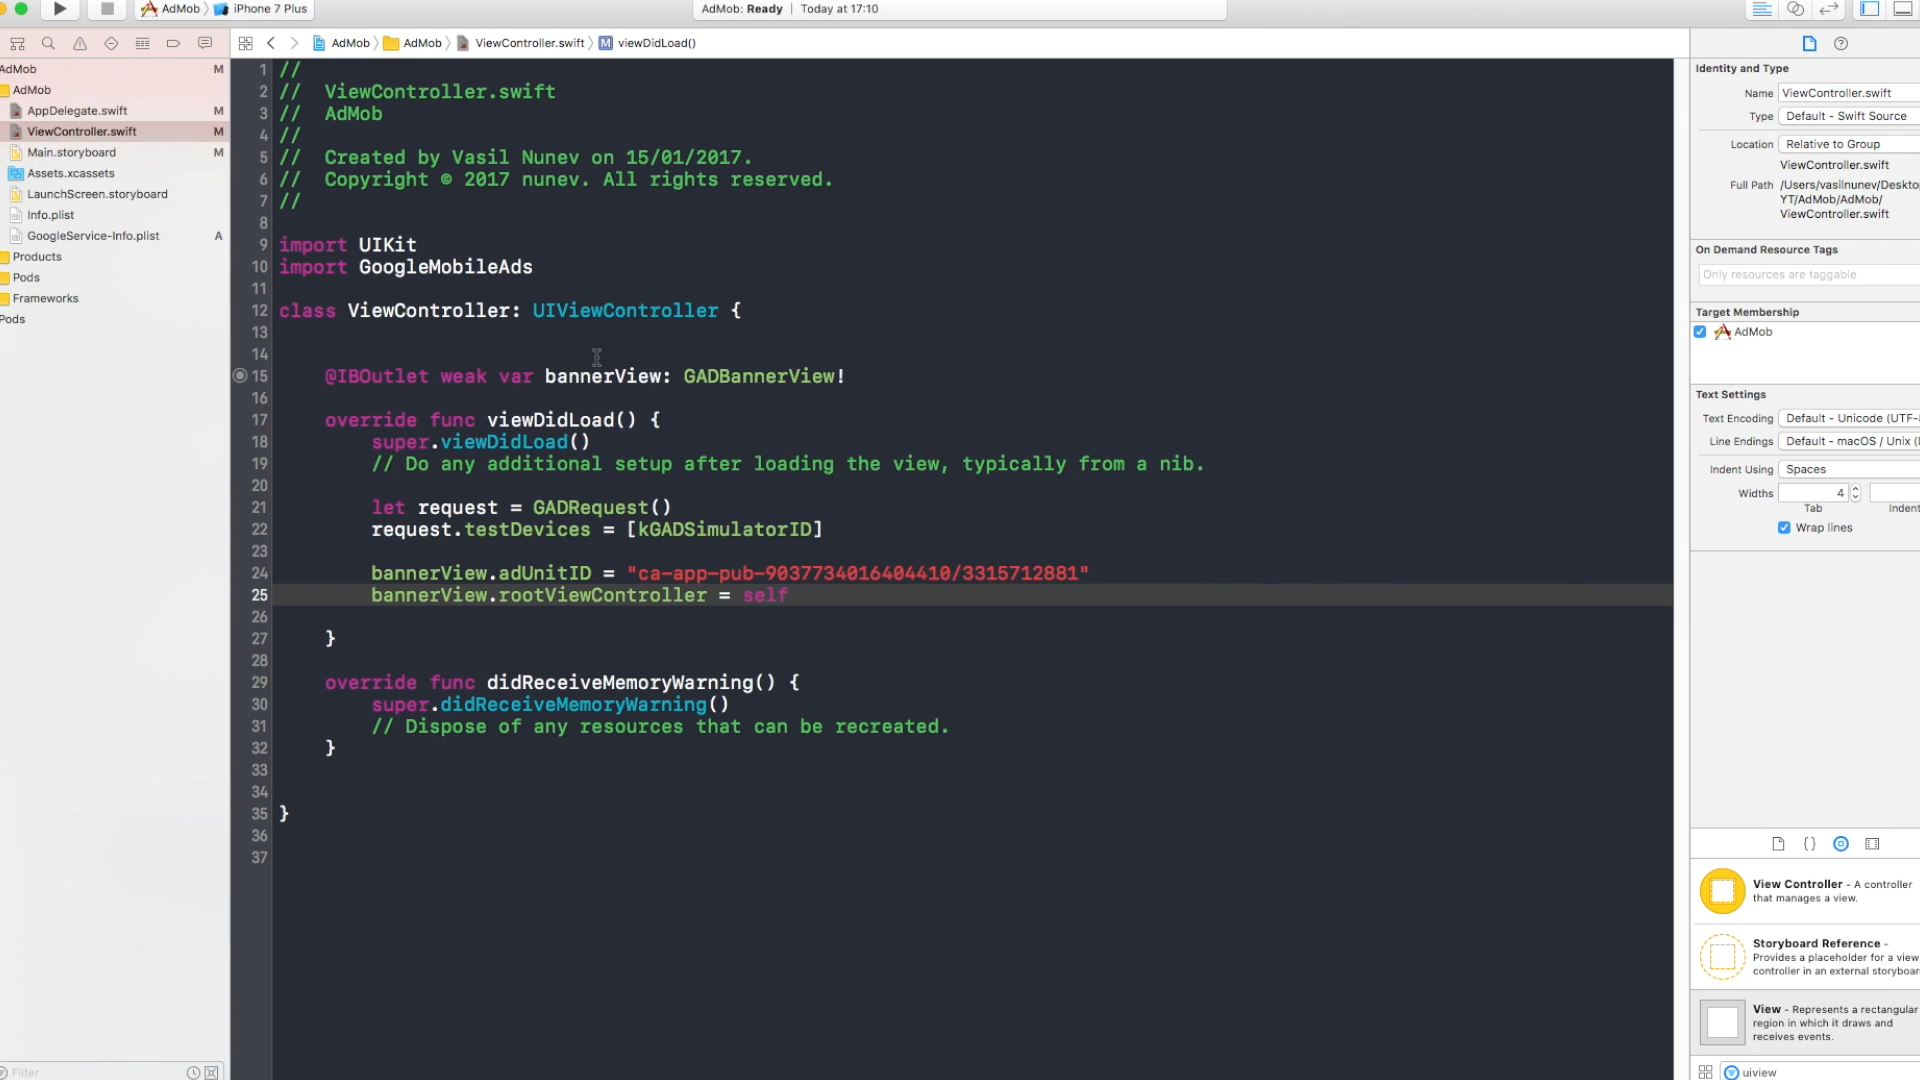 AdMob iPhone 7 Plus
AdMob: Ready | Today at 17:10
AdMob AdMob ViewController.swift M viewDidLoad()
AdMob M
AdMob
AppDelegate.swift M
ViewController.swift M
Main.storyboard M
Assets.xcassets
LaunchScreen.storyboard
Info.plist
GoogleService-Info.plist A
Products
Pods
Frameworks
Pods
Filter
1 //
2 // ViewController.swift
3 // AdMob
4 //
5 // Created by Vasil Nunev on 15/01/2017.
6 // Copyright © 2017 nunev. All rights reserved.
7 //
8
9 import UIKit
10 import GoogleMobileAds
11
12 class ViewController: UIViewController {
13
14
15 @IBOutlet weak var bannerView: GADBannerView!
16
17 override func viewDidLoad() {
18 super.viewDidLoad()
19 // Do any additional setup after loading the view, typically from a nib.
20
21 let request = GADRequest()
22 request.testDevices = [kGADSimulatorID]
23
24 bannerView.adUnitID = "ca-app-pub-9037734016404410/3315712881"
25 bannerView.rootViewController = self
26
27 }
28
29 override func didReceiveMemoryWarning() {
30 super.didReceiveMemoryWarning()
31 // Dispose of any resources that can be recreated.
32 }
33
34
35 }
36
37
Identity and Type
Name ViewController.swift
Type Default - Swift Source
Location Relative to Group
ViewController.swift
Full Path /Users/vasilnunev/Deskto
YT/AdMob/AdMob/
ViewController.swift
On Demand Resource Tags
Only resources are taggable
Target Membership
AdMob
Text Settings
Text Encoding Default - Unicode (UTF-
Line Endings Default - macOS / Unix (
Indent Using Spaces
Widths 4
Tab Indent
Wrap lines
{}
View Controller - A controller
that manages a view.
Storyboard Reference -
Provides a placeholder for a view
controller in an external storyboar
View - Represents a rectangular
region in which it draws and
receives events.
uiview